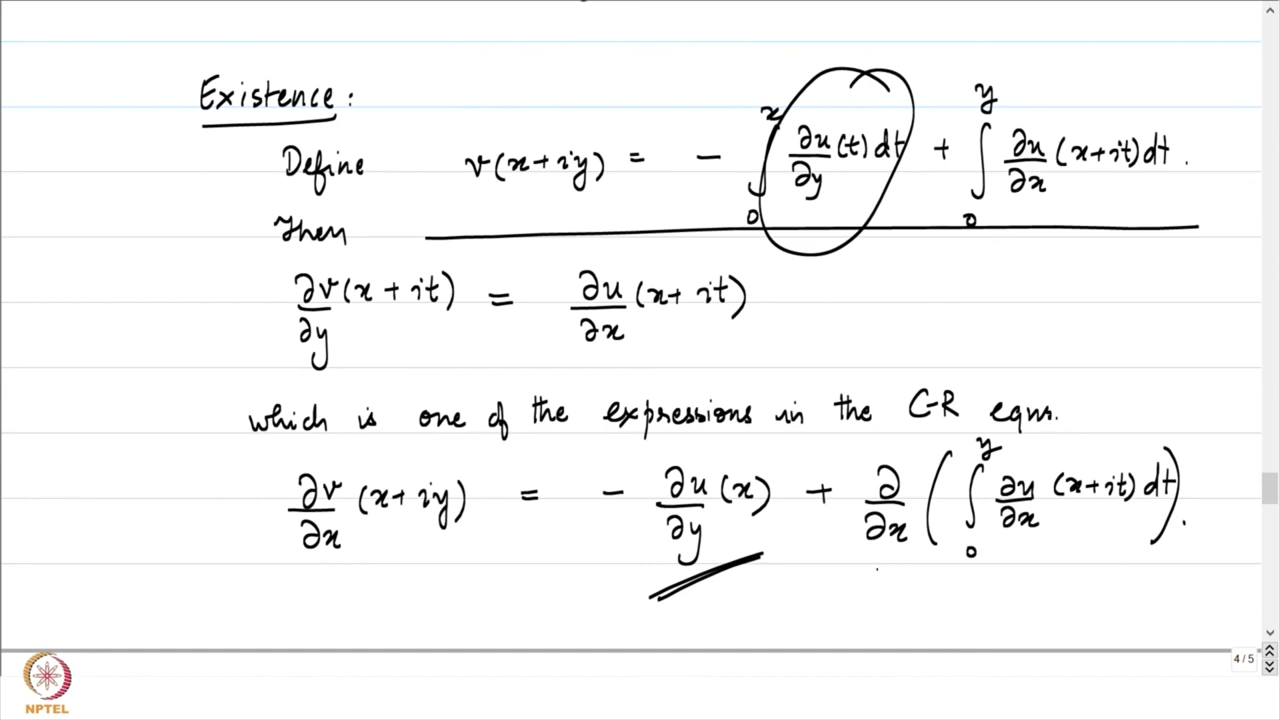 Existence:
Define v(x+iy) = - ∫₀ˣ ∂u/∂y (t) dt + ∫₀ʸ ∂u/∂x (x+it) dt.
Then
∂v/∂y (x+it) = ∂u/∂x (x+it)
which is one of the expressions in the C-R eqns.
∂v/∂x (x+iy) = - ∂u/∂y (x) + ∂/∂x ( ∫₀ʸ ∂u/∂x (x+it) dt ).
4 / 5
NPTEL